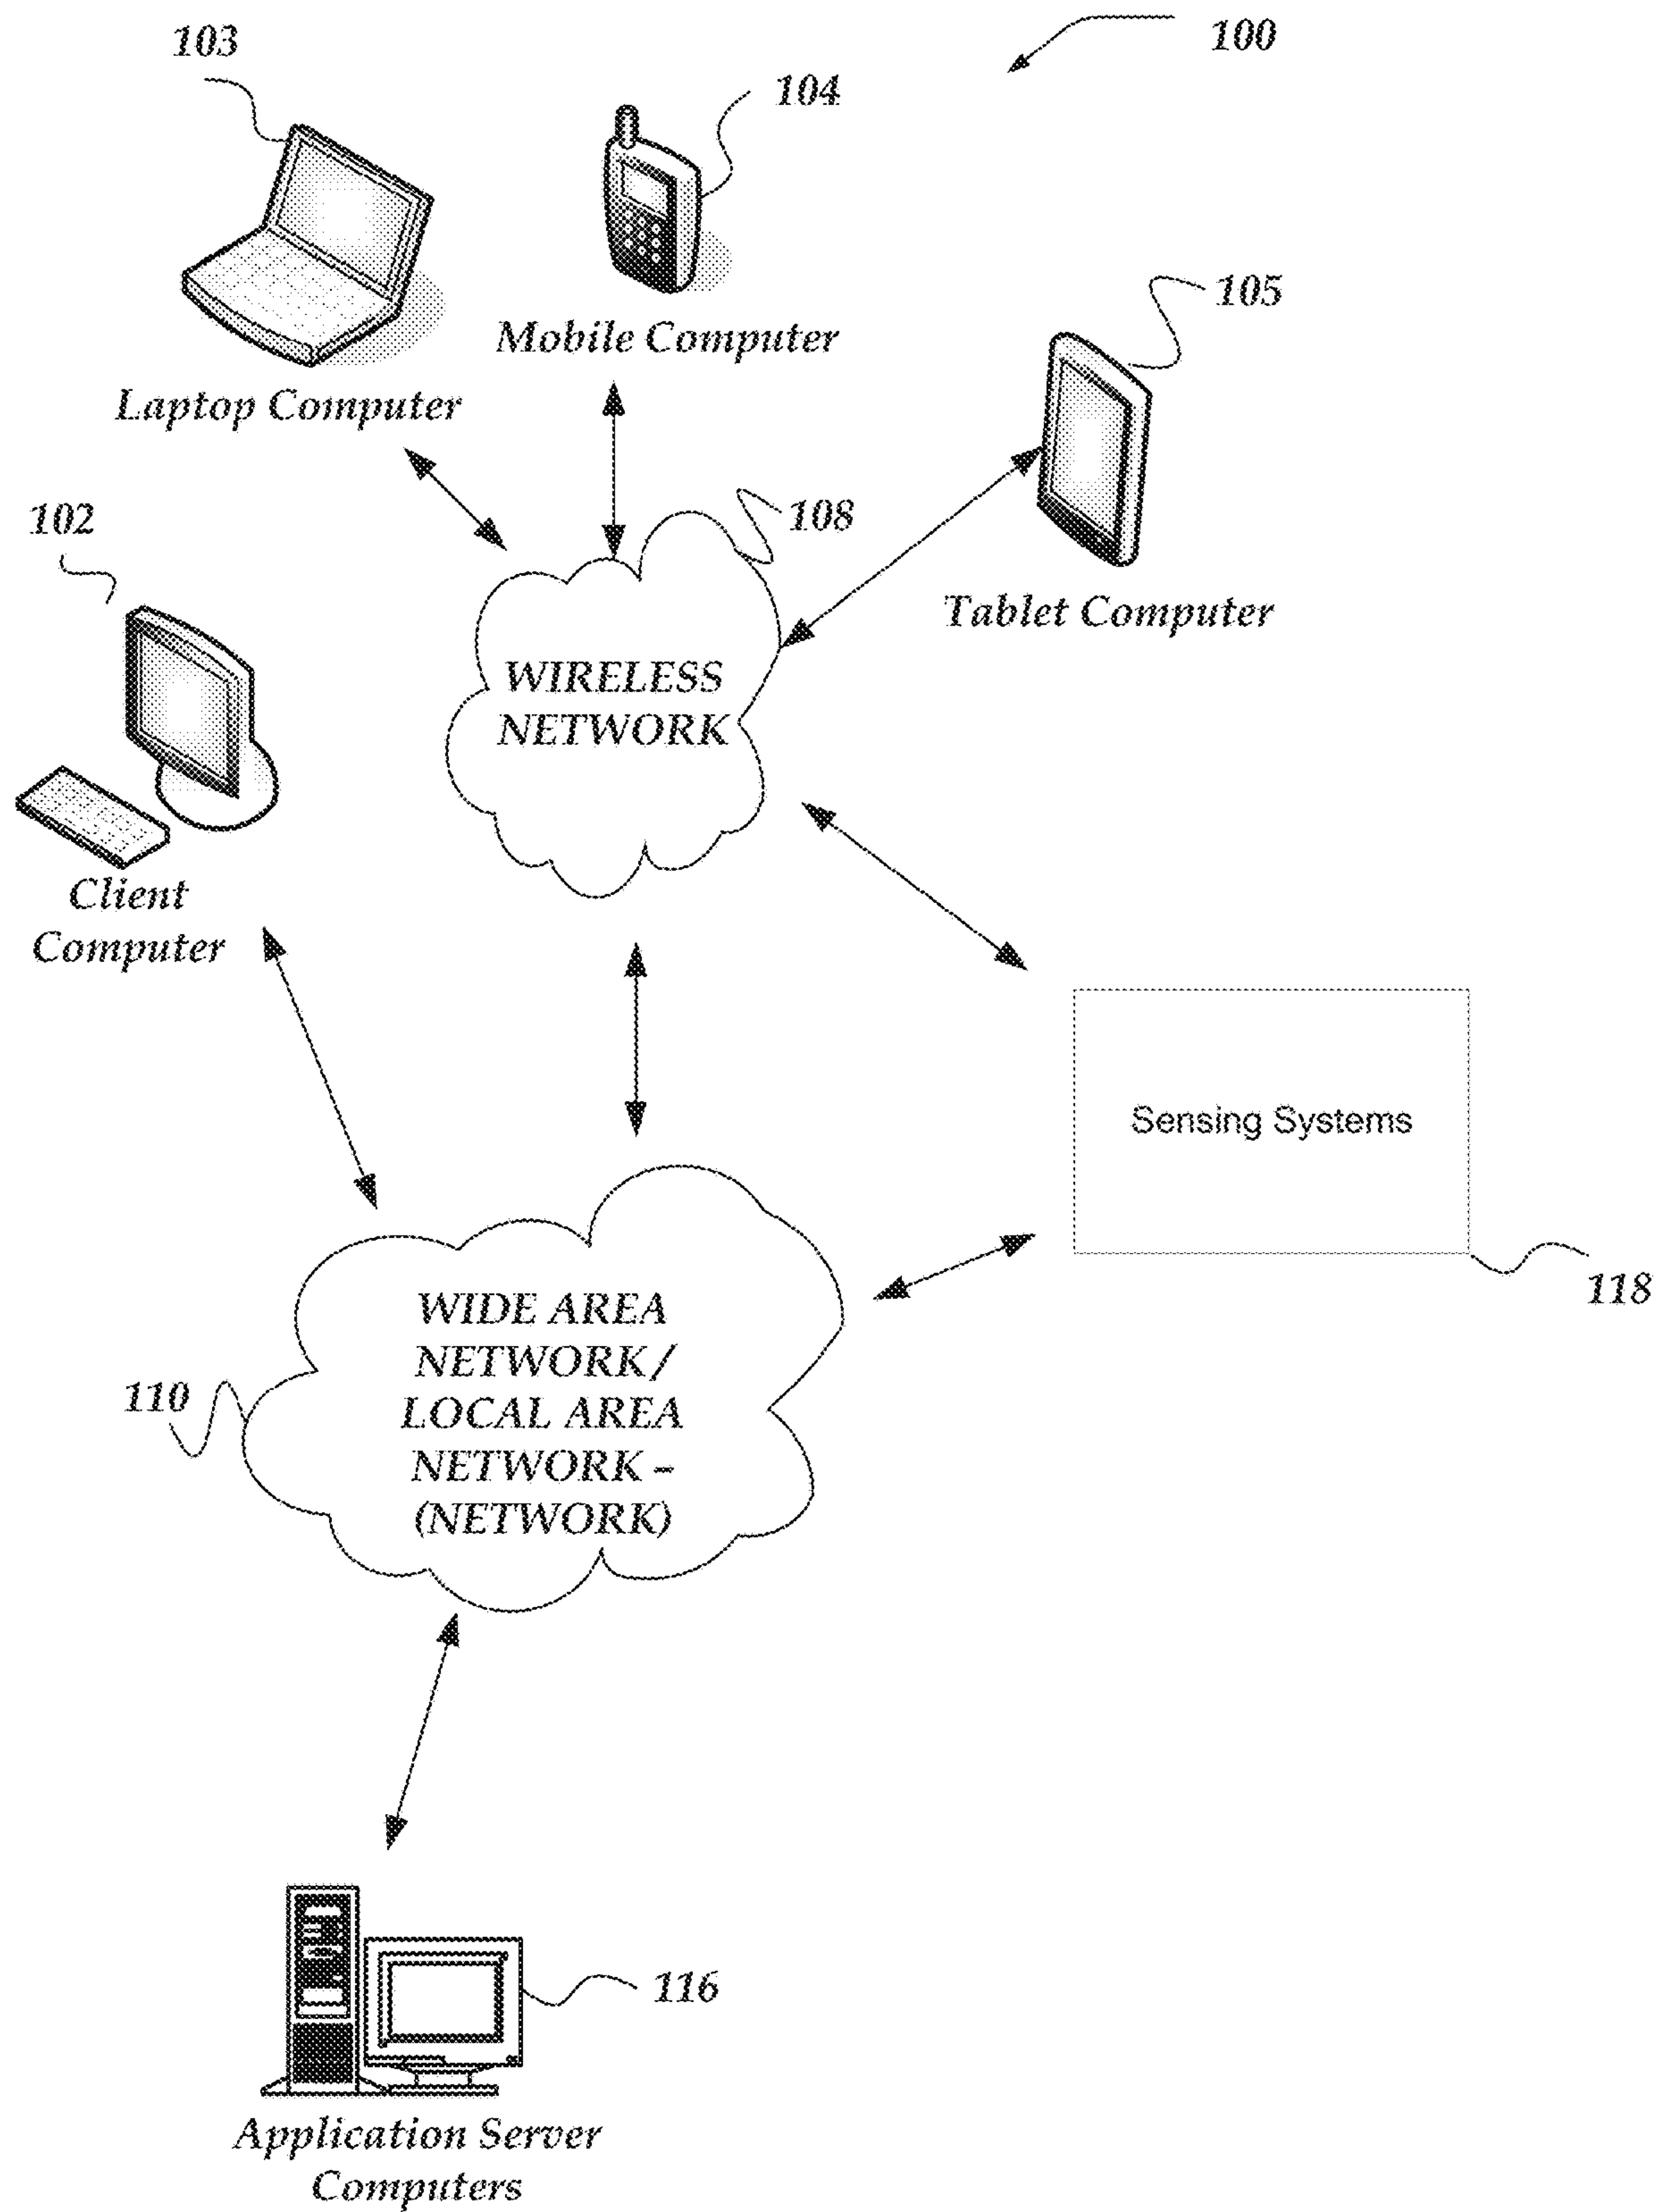 100
103
104
Mobile Computer
105
Laptop Computer
102
108
Tablet Computer
WIRELESS
NETWORK
Client
Computer
Sensing Systems
118
WIDE AREA
NETWORK /
LOCAL AREA
NETWORK –
(NETWORK)
110
116
Application Server
Computers